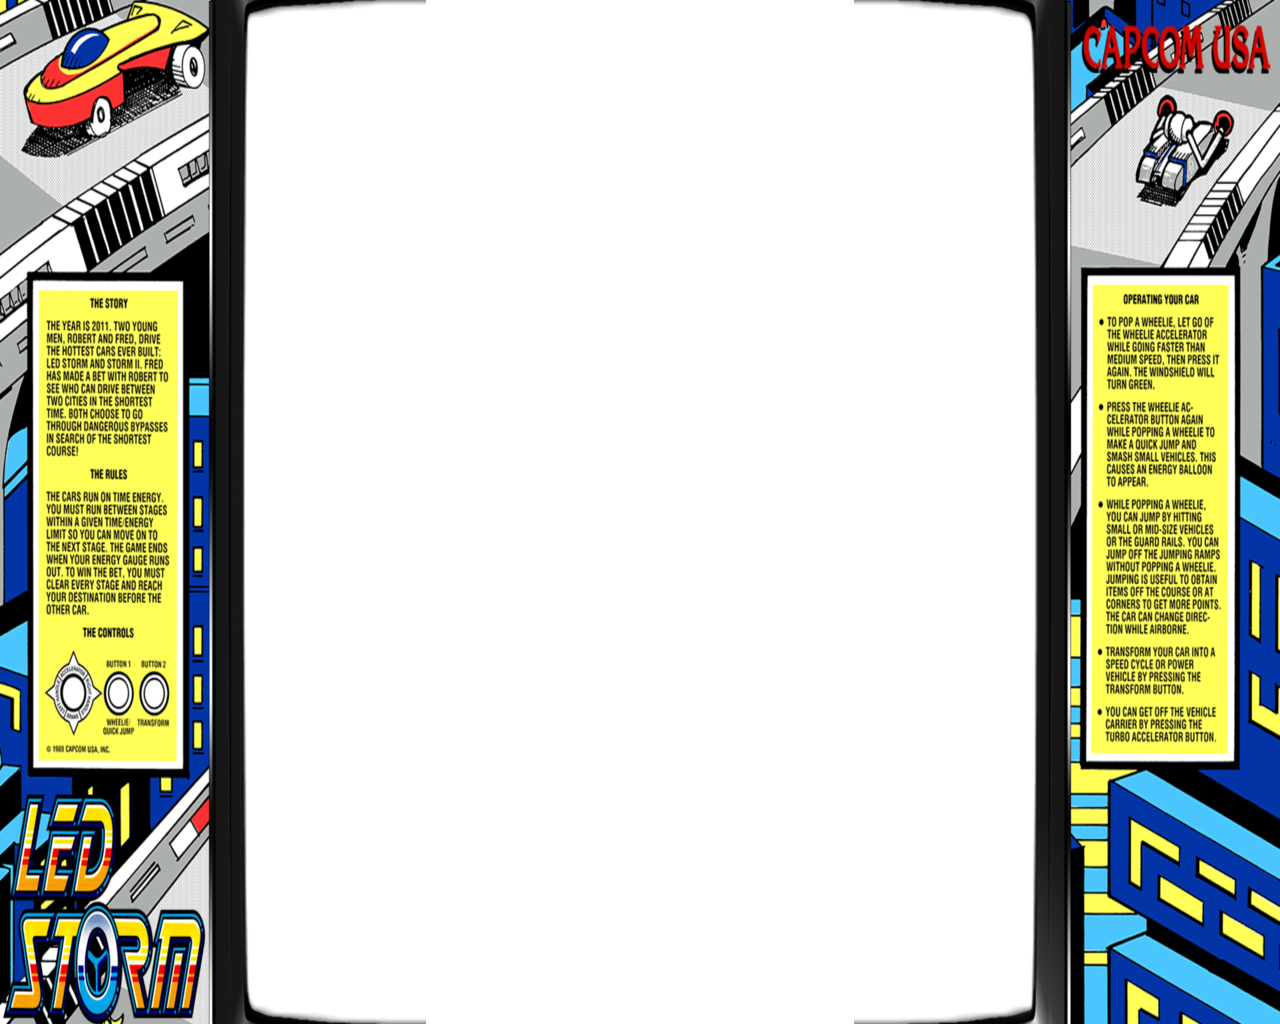 THE STORY
THE YEAR IS 2011. TWO YOUNG
MEN, ROBERT AND FRED, DRIVE
THE HOTTEST CARS EVER BUILT:
LED STORM AND STORM II. FRED
HAS MADE A BET WITH ROBERT TO
SEE WHO CAN DRIVE BETWEEN
TWO CITIES IN THE SHORTEST
TIME. BOTH CHOOSE TO GO
THROUGH DANGEROUS BYPASSES
IN SEARCH OF THE SHORTEST
COURSE!
THE RULES
THE CARS RUN ON TIME ENERGY.
YOU MUST RUN BETWEEN STAGES
WITHIN A GIVEN TIME/ENERGY
LIMIT SO YOU CAN MOVE ON TO
THE NEXT STAGE. THE GAME ENDS
WHEN YOUR ENERGY GAUGE RUNS
OUT. TO WIN THE BET, YOU MUST
CLEAR EVERY STAGE AND REACH
YOUR DESTINATION BEFORE THE
OTHER CAR.
THE CONTROLS
BUTTON 1 BUTTON 2
ACCELERATOR
BRAKE
WHEELIE/ TRANSFORM
QUICK JUMP
© 1988 CAPCOM USA, INC.
LED
STORM
CAPCOM USA
OPERATING YOUR CAR
• TO POP A WHEELIE, LET GO OF
THE WHEELIE ACCELERATOR
WHILE GOING FASTER THAN
MEDIUM SPEED, THEN PRESS IT
AGAIN. THE WINDSHIELD WILL
TURN GREEN.
• PRESS THE WHEELIE AC-
CELERATOR BUTTON AGAIN
WHILE POPPING A WHEELIE TO
MAKE A QUICK JUMP AND
SMASH SMALL VEHICLES. THIS
CAUSES AN ENERGY BALLOON
TO APPEAR.
• WHILE POPPING A WHEELIE,
YOU CAN JUMP BY HITTING
SMALL OR MID-SIZE VEHICLES
OR THE GUARD RAILS. YOU CAN
JUMP OFF THE JUMPING RAMPS
WITHOUT POPPING A WHEELIE.
JUMPING IS USEFUL TO OBTAIN
ITEMS OFF THE COURSE OR AT
CORNERS TO GET MORE POINTS.
THE CAR CAN CHANGE DIREC-
TION WHILE AIRBORNE.
• TRANSFORM YOUR CAR INTO A
SPEED CYCLE OR POWER
VEHICLE BY PRESSING THE
TRANSFORM BUTTON.
• YOU CAN GET OFF THE VEHICLE
CARRIER BY PRESSING THE
TURBO ACCELERATOR BUTTON.